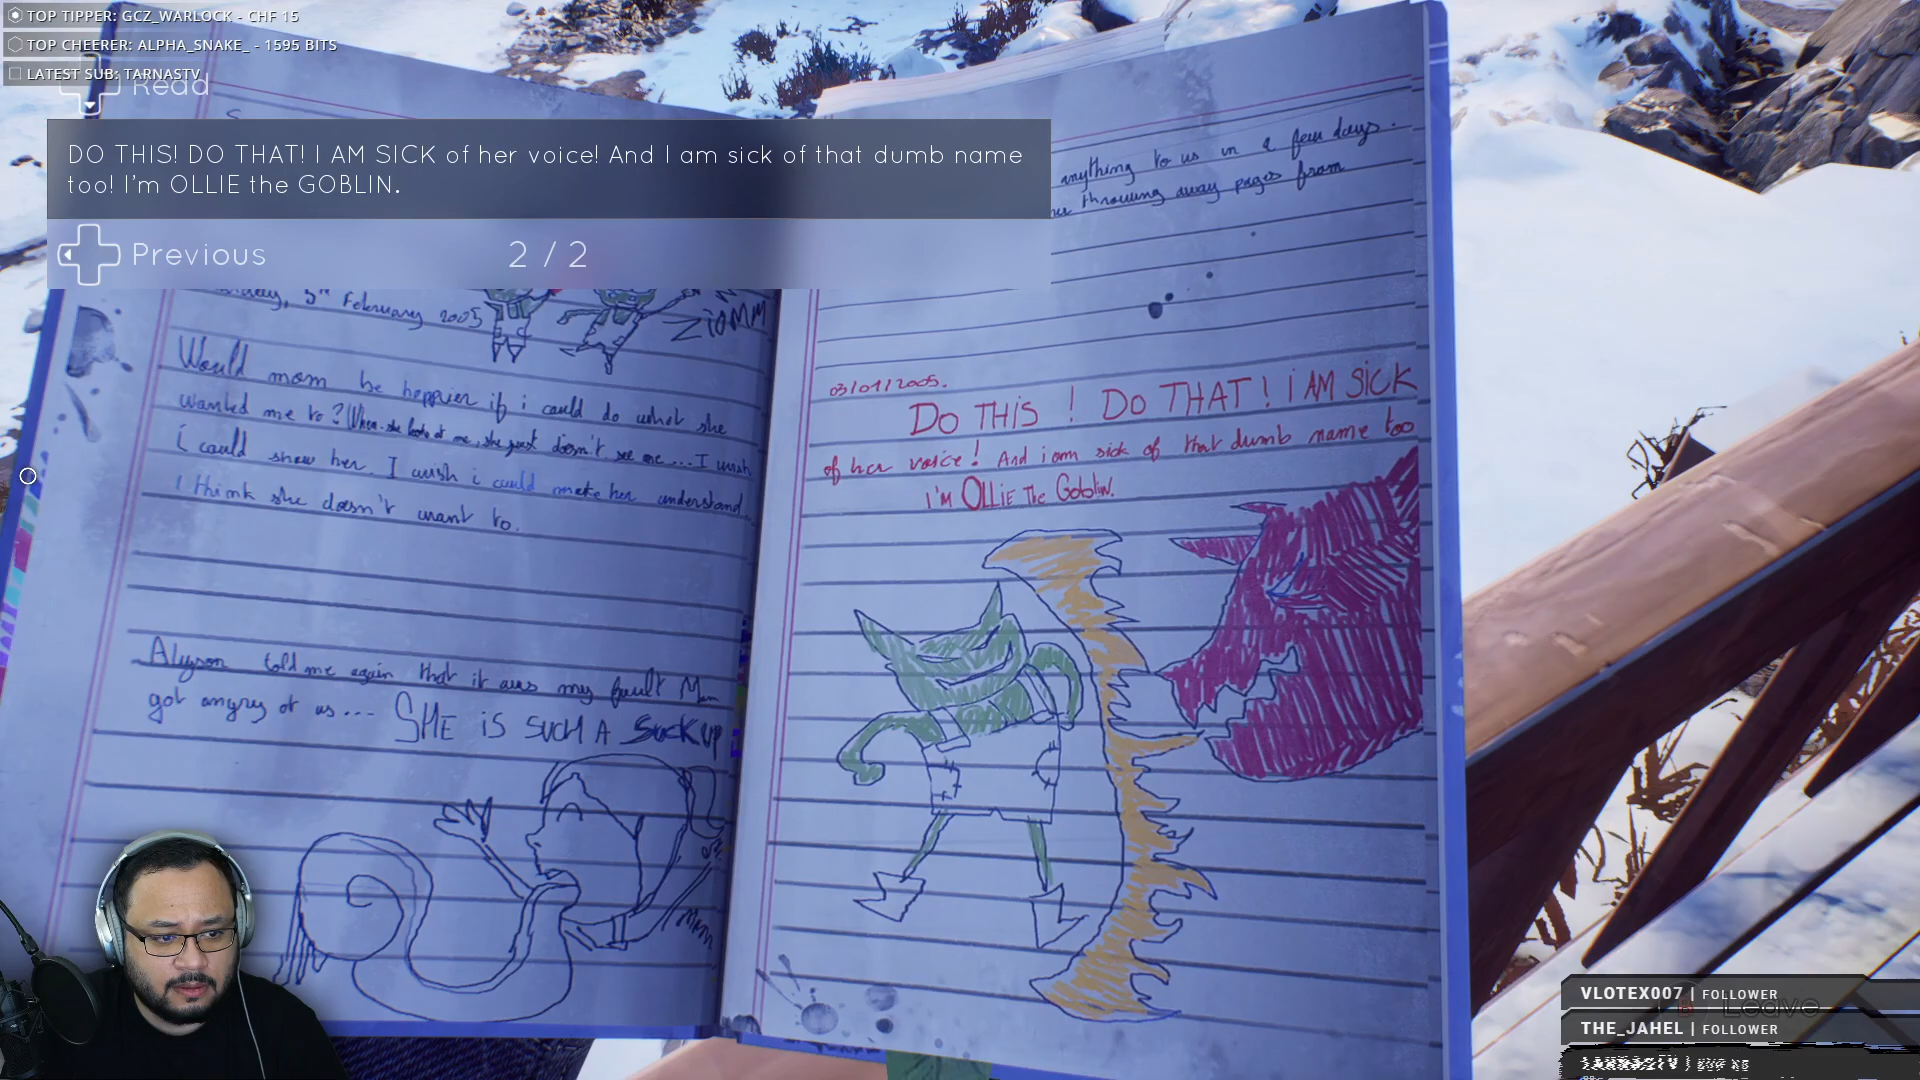 TOP TIPPER: GCZ_WARLOCK - CHF 15
TOP CHEERER: ALPHA_SNAKE_ - 1595 BITS
LATEST SUB: TARNASTV
Read
DO THIS! DO THAT! I AM SICK of her voice! And I am sick of that dumb name
too! I'm OLLIE the GOBLIN.
Previous
2 / 2
5th February 2005
ZIOMM
Would mom be happier if i could do what she
wanted me to? When she looks at me, she just doesn't see me... I wish
i could show her. I wish i could make her understand.
I think she doesn't want to.
Alyson told me again that it was my fault Mom
got angry at us... SHE iS SUCH A SUCK UP
anything to us in a few days.
throwing away pages from
03/01/2005.
DO THiS ! DO THAT ! i AM SiCK
of her voice! And i am sick of that dumb name too
I'M OLLiE The Goblin.
VLOTEX007 | FOLLOWER
Leave
THE_JAHEL | FOLLOWER